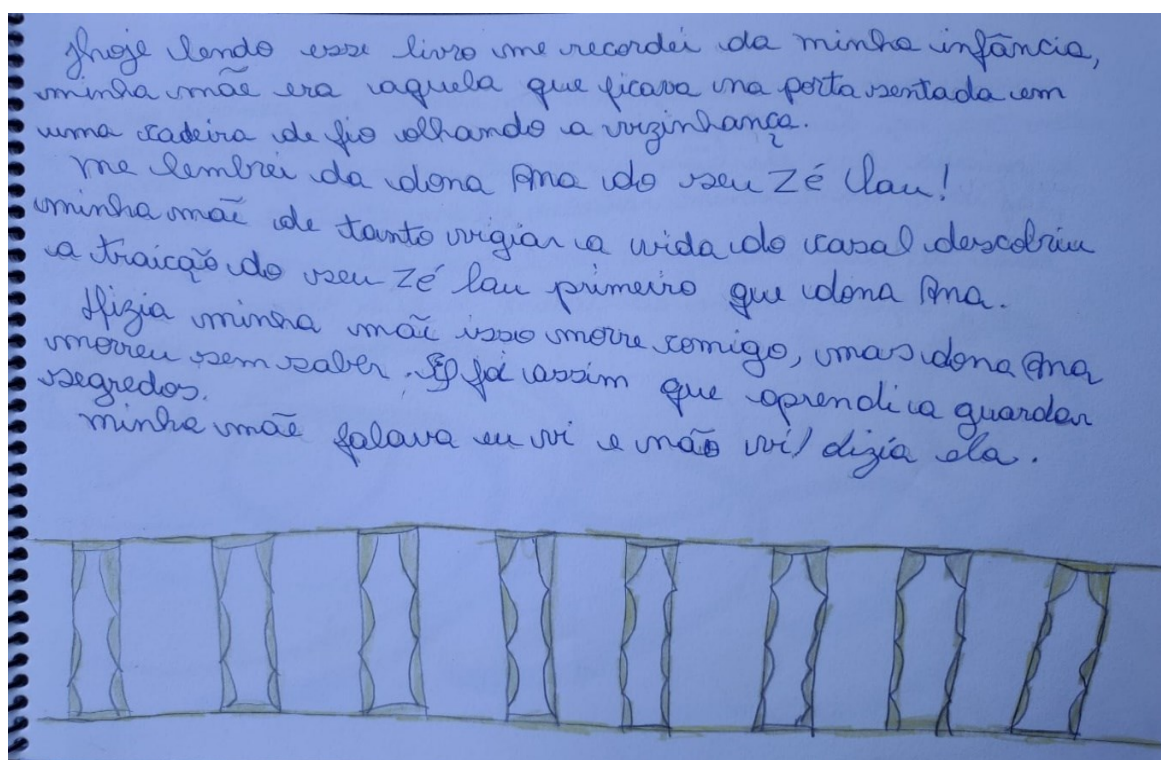 hoje lendo esse livro me recordei da minha infância,
minha mãe era aquela que ficava na porta sentada em
uma cadeira de fio olhando a vizinhança.
me lembrei da dona Ana do seu Zé Lau!
minha mãe de tanto vigiar a vida do casal descobriu
a traição do seu Zé lau primeiro que dona Ana.
dizia minha mãe isso morre comigo, mas dona Ana
morreu sem saber. foi assim que aprendi a guardar
segredos.
minha mãe falava eu vi e não vi! dizia ela.